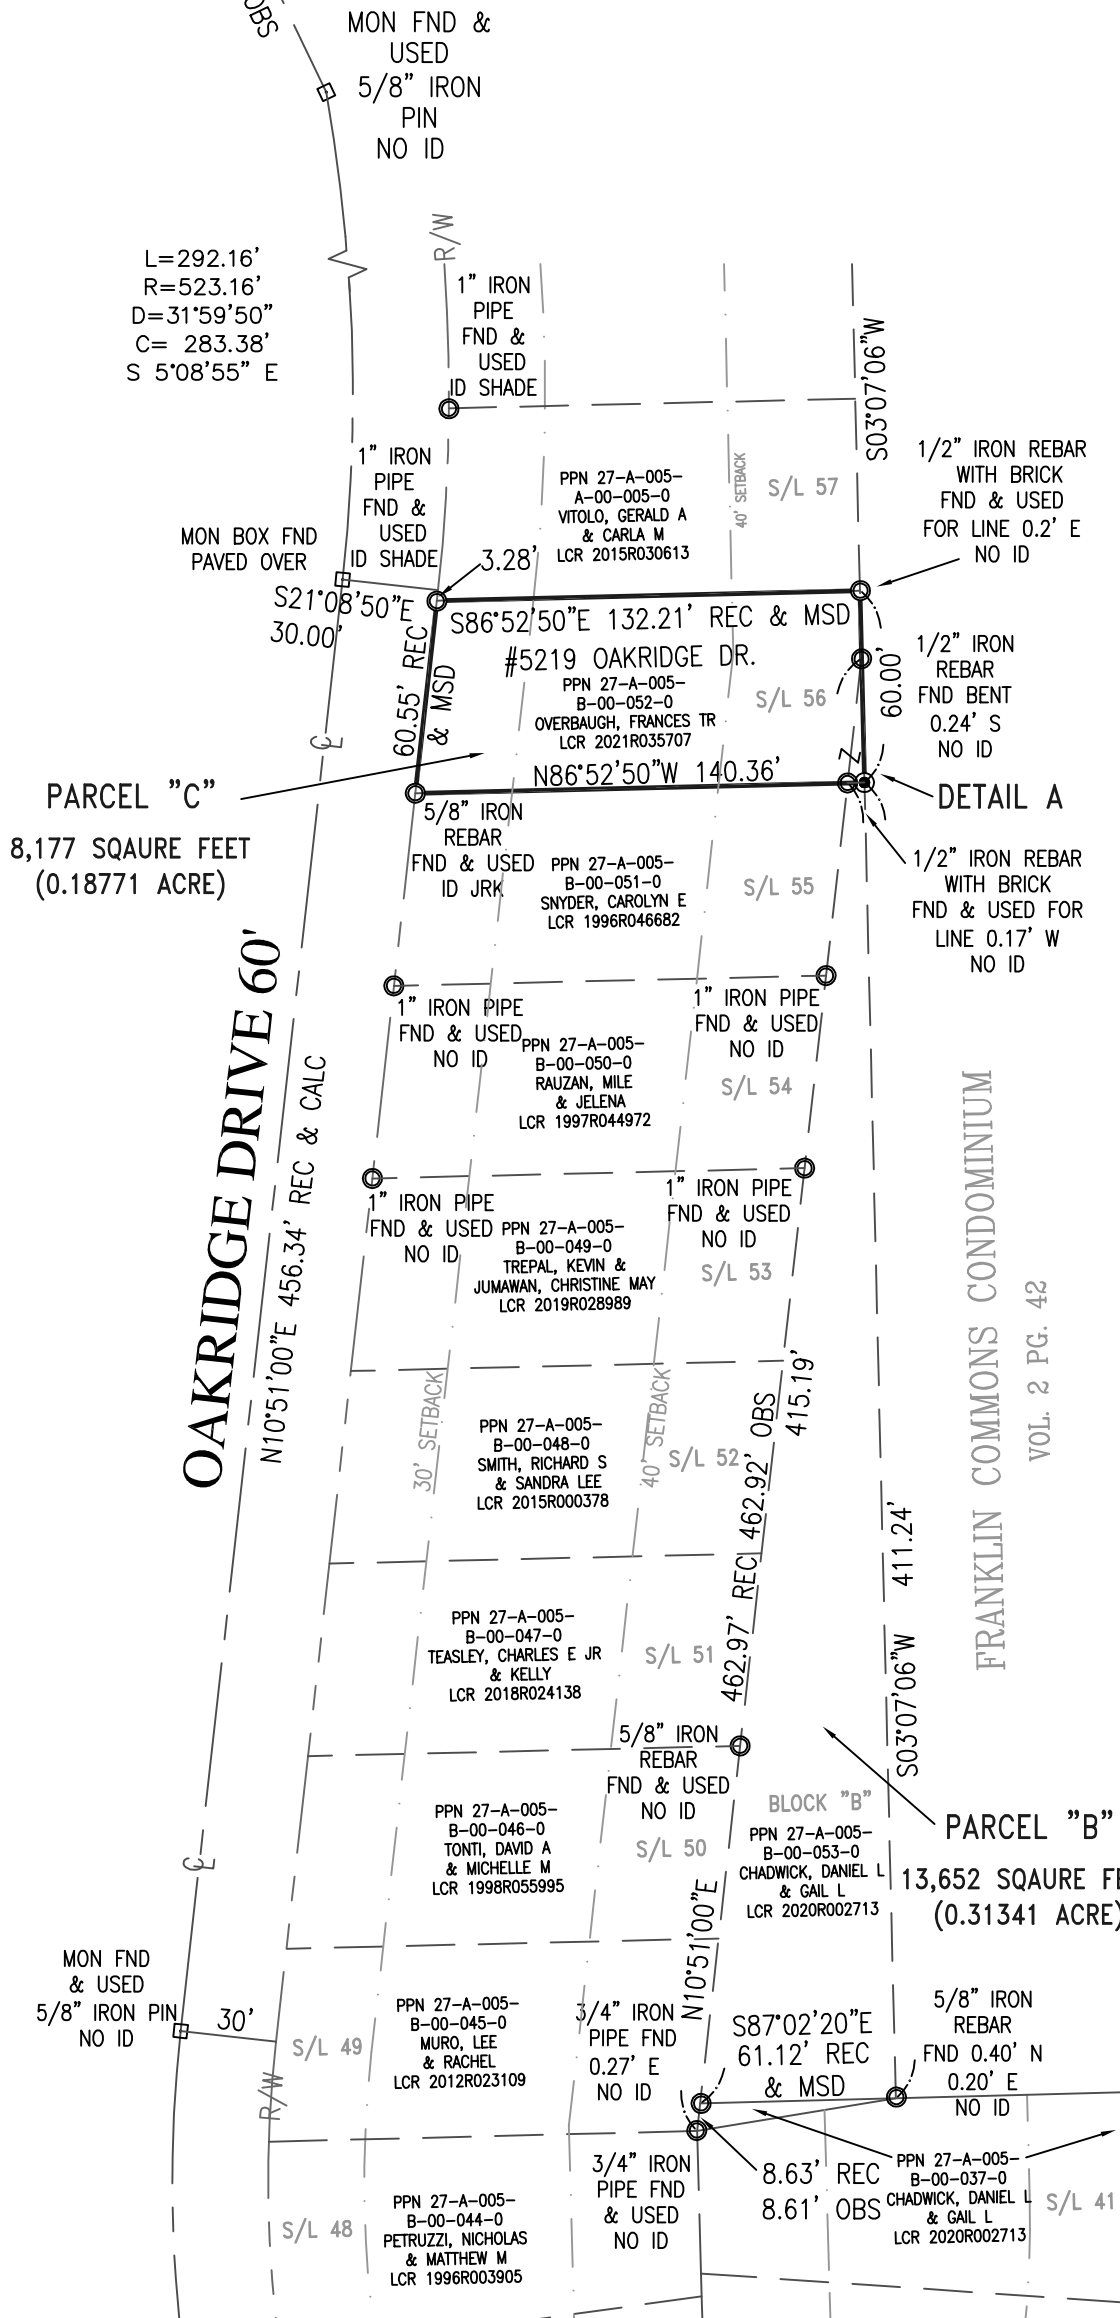 OBS
MON FND &
USED
5/8" IRON
PIN
NO ID
R/W
L=292.16'
R=523.16'
D=31°59'50"
C= 283.38'
S 5°08'55" E
1" IRON
PIPE
FND &
USED
ID SHADE
S03°07'06"W
1" IRON
PIPE
FND &
USED
ID SHADE
MON BOX FND
PAVED OVER
PPN 27-A-005-
A-00-005-0
VITOLO, GERALD A
& CARLA M
LCR 2015R030613
40' SETBACK
S/L 57
1/2" IRON REBAR
WITH BRICK
FND & USED
FOR LINE 0.2' E
NO ID
3.28'
S21°08'50"E
30.00'
S86°52'50"E 132.21' REC & MSD
60.55' REC
& MSD
#5219 OAKRIDGE DR.
PPN 27-A-005-
B-00-052-0
OVERBAUGH, FRANCES TR
LCR 2021R035707
S/L 56
60.00'
1/2" IRON
REBAR
FND BENT
0.24' S
NO ID
CL
N86°52'50"W 140.36'
Z
PARCEL "C"
8,177 SQAURE FEET
(0.18771 ACRE)
DETAIL A
5/8" IRON
REBAR
FND & USED
ID JRK
PPN 27-A-005-
B-00-051-0
SNYDER, CAROLYN E
LCR 1996R046682
S/L 55
1/2" IRON REBAR
WITH BRICK
FND & USED FOR
LINE 0.17' W
NO ID
OAKRIDGE DRIVE 60'
N10°51'00"E 456.34' REC & CALC
1" IRON PIPE
FND & USED
NO ID
PPN 27-A-005-
B-00-050-0
RAUZAN, MILE
& JELENA
LCR 1997R044972
1" IRON PIPE
FND & USED
NO ID
S/L 54
1" IRON PIPE
FND & USED
NO ID
PPN 27-A-005-
B-00-049-0
TREPAL, KEVIN &
JUMAWAN, CHRISTINE MAY
LCR 2019R028989
1" IRON PIPE
FND & USED
NO ID
S/L 53
FRANKLIN COMMONS CONDOMINIUM
VOL. 2 PG. 42
30' SETBACK
PPN 27-A-005-
B-00-048-0
SMITH, RICHARD S
& SANDRA LEE
LCR 2015R000378
40' SETBACK
S/L 52
462.97' REC 462.92' OBS
415.19'
S03°07'06"W 411.24'
PPN 27-A-005-
B-00-047-0
TEASLEY, CHARLES E JR
& KELLY
LCR 2018R024138
S/L 51
5/8" IRON
REBAR
FND & USED
NO ID
PPN 27-A-005-
B-00-046-0
TONTI, DAVID A
& MICHELLE M
LCR 1998R055995
S/L 50
BLOCK "B"
PPN 27-A-005-
B-00-053-0
CHADWICK, DANIEL L
& GAIL L
LCR 2020R002713
PARCEL "B"
13,652 SQAURE FE
(0.31341 ACRE)
CL
N10°51'00"E
MON FND
& USED
5/8" IRON PIN
NO ID
30'
R/W
S/L 49
PPN 27-A-005-
B-00-045-0
MURO, LEE
& RACHEL
LCR 2012R023109
3/4" IRON
PIPE FND
0.27' E
NO ID
S87°02'20"E
61.12' REC
& MSD
5/8" IRON
REBAR
FND 0.40' N
0.20' E
NO ID
3/4" IRON
PIPE FND
& USED
NO ID
8.63' REC
8.61' OBS
PPN 27-A-005-
B-00-037-0
CHADWICK, DANIEL L
& GAIL L
LCR 2020R002713
S/L 41
S/L 48
PPN 27-A-005-
B-00-044-0
PETRUZZI, NICHOLAS
& MATTHEW M
LCR 1996R003905